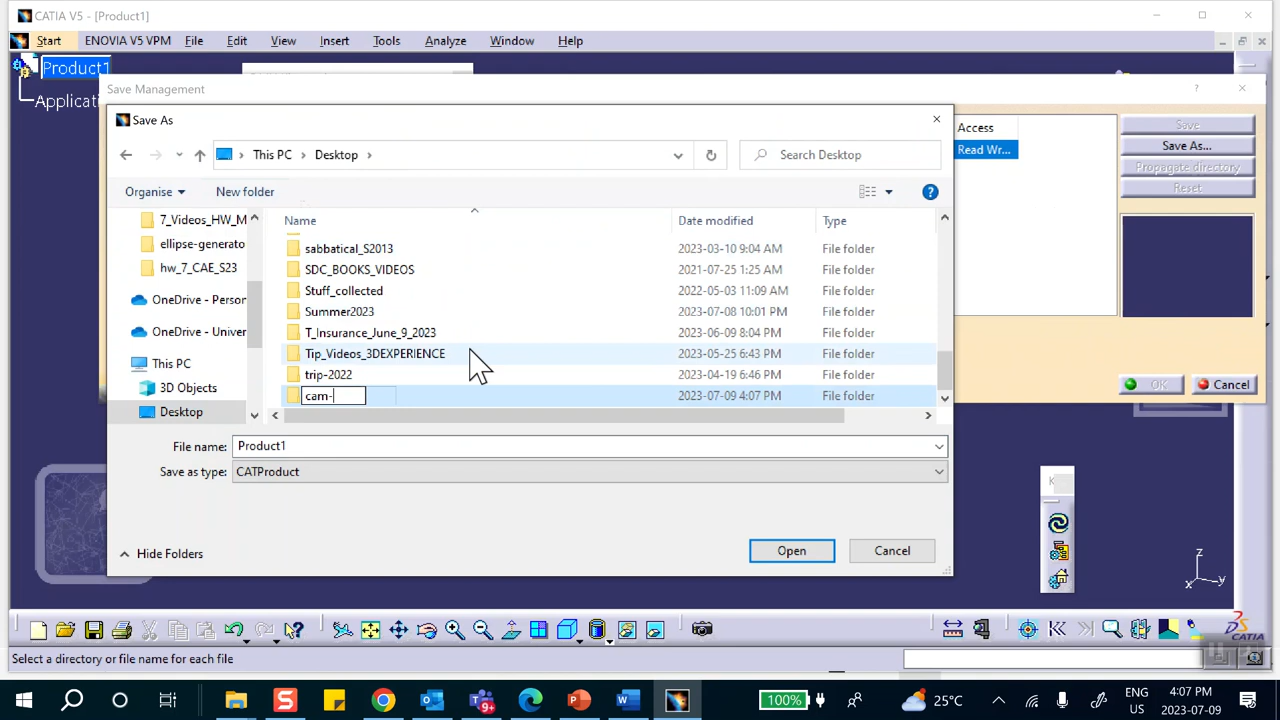 CATIA V5 - [Product1]
Start ENOVIA V5 VPM File Edit View Insert Tools Analyze Window Help
Product1
Applicati
Save Management
?
Save As
This PC Desktop
Search Desktop
Organise New folder
?
Access
Read Wr...
Save
Save As...
Propagate directory
Reset
OK Cancel
7_Videos_HW_M
ellipse-generato
hw_7_CAE_S23
OneDrive - Person
OneDrive - Univer
This PC
3D Objects
Desktop
Name Date modified Type
sabbatical_S2013 2023-03-10 9:04 AM File folder
SDC_BOOKS_VIDEOS 2021-07-25 1:25 AM File folder
Stuff_collected 2022-05-03 11:09 AM File folder
Summer2023 2023-07-08 10:01 PM File folder
T_Insurance_June_9_2023 2023-06-09 8:04 PM File folder
Tip_Videos_3DEXPERIENCE 2023-05-25 6:43 PM File folder
trip-2022 2023-04-19 6:46 PM File folder
cam- 2023-07-09 4:07 PM File folder
File name: Product1
Save as type: CATProduct
Hide Folders
Open Cancel
K
z
x y
CATIA
Select a directory or file name for each file
100%
25°C
ENG
US
4:07 PM
2023-07-09